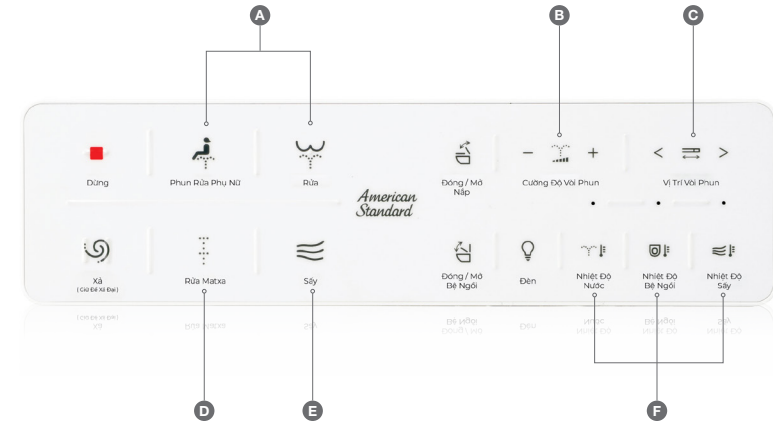 A
B
C
Dừng
Phun Rửa Phụ Nữ
Rửa
Đóng / Mở
Nắp
Cường Độ Vòi Phun
Vị Trí Vòi Phun
American
Standard
Xả
( Giữ Để Xả Đại )
Rửa Matxa
Sấy
Đóng / Mở
Bệ Ngồi
Đèn
Nhiệt Độ
Nước
Nhiệt Độ
Bệ Ngồi
Nhiệt Độ
Sấy
D
E
F